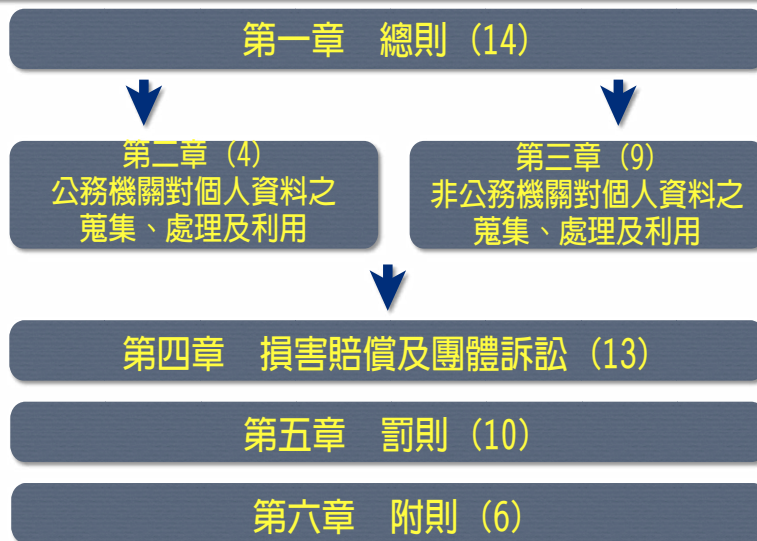 第一章　總則 (14)
第二章 (4)
公務機關對個人資料之
蒐集、處理及利用
第三章 (9)
非公務機關對個人資料之
蒐集、處理及利用
第四章　損害賠償及團體訴訟 (13)
第五章　罰則 (10)
第六章　附則 (6)